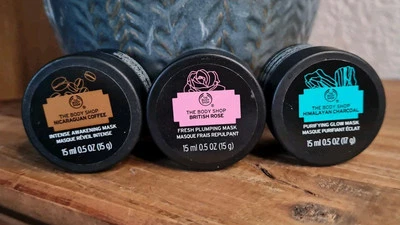 THE BODY SHOP
NICARAGUAN COFFEE
INTENSE AWAKENING MASK
MASQUE RÉVEIL INTENSE
15 ml 0.5 OZ (15 g)
THE BODY SHOP
BRITISH ROSE
FRESH PLUMPING MASK
MASQUE FRAIS REPULPANT
15 ml 0.5 OZ (15 g)
THE BODY SHOP
HIMALAYAN CHARCOAL
PURIFYING GLOW MASK
MASQUE PURIFIANT ÉCLAT
15 ml 0.5 OZ (17 g)